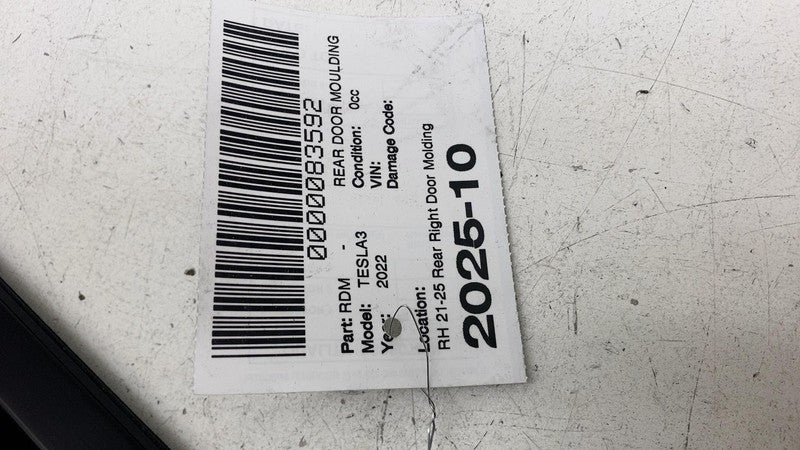 0000083592
Part: RDM - REAR DOOR MOULDING
Model: TESLA3 Condition: 0cc
Year: 2022 VIN:
Damage Code:
Location:
RH 21-25 Rear Right Door Molding
2025-10